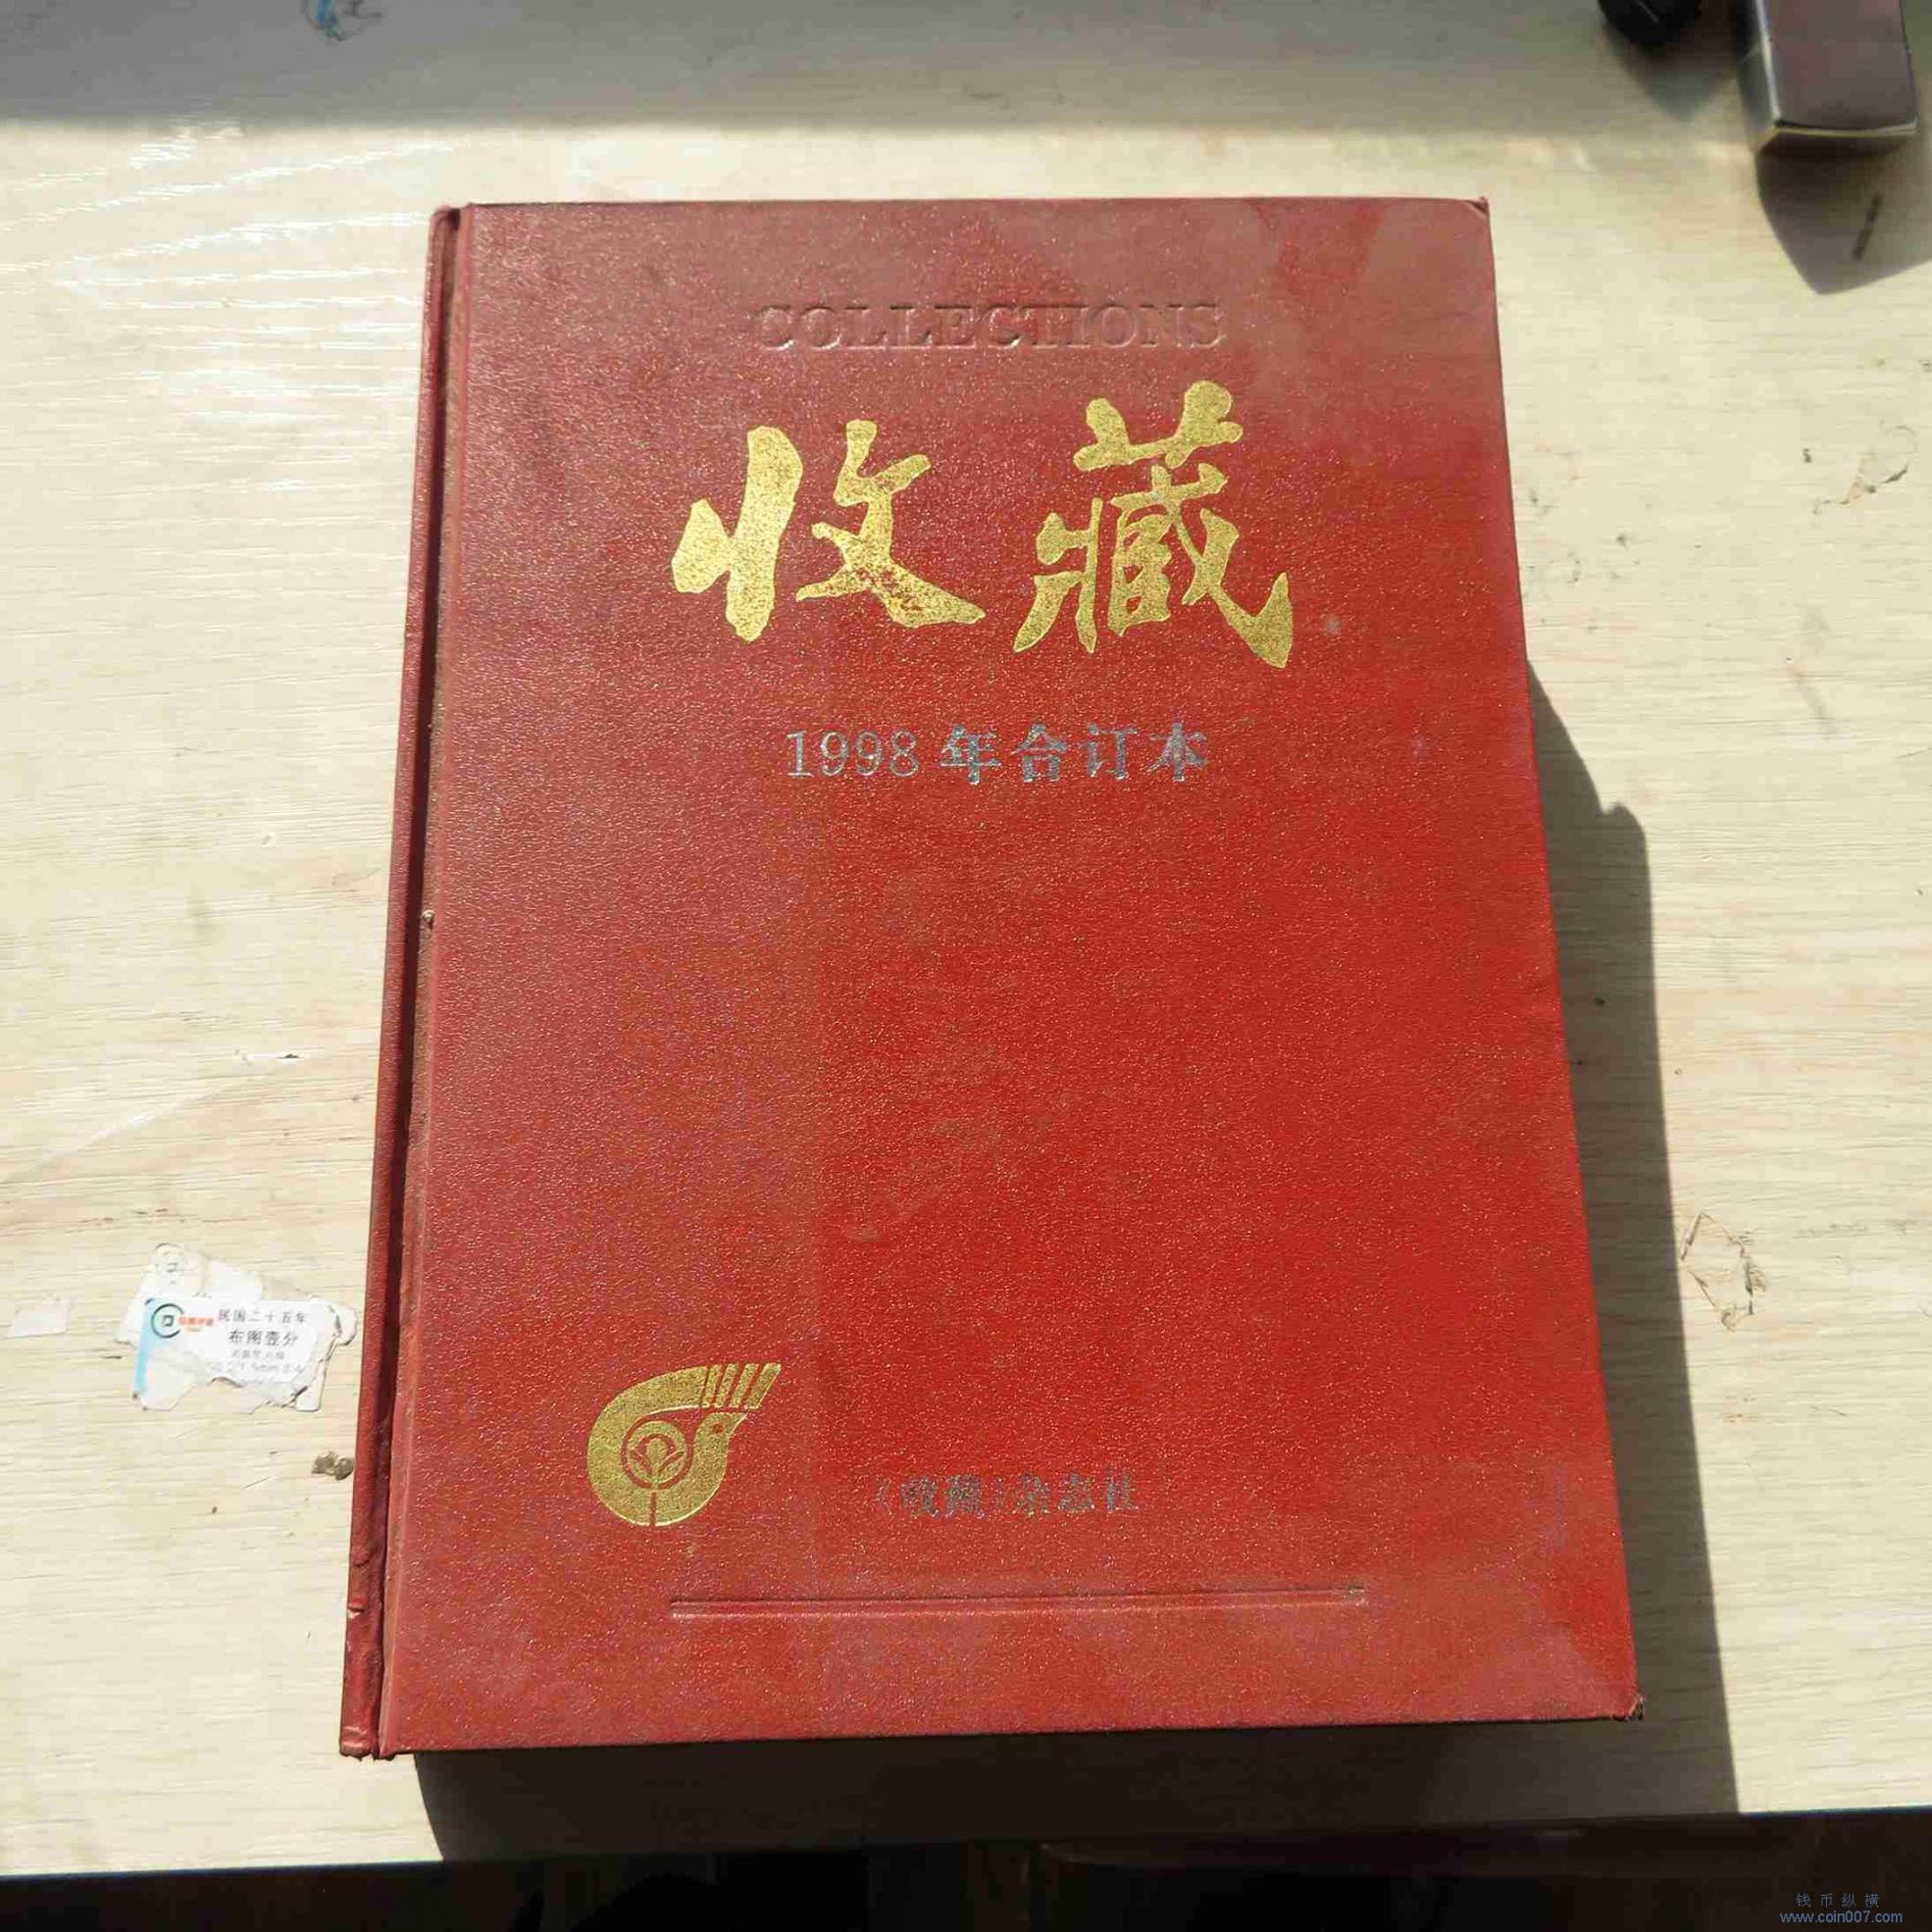 COLLECTIONS
收藏
1998年合订本
《收藏》杂志社
民国二十五年
布图壹分
钱币纵横
www.coin007.com